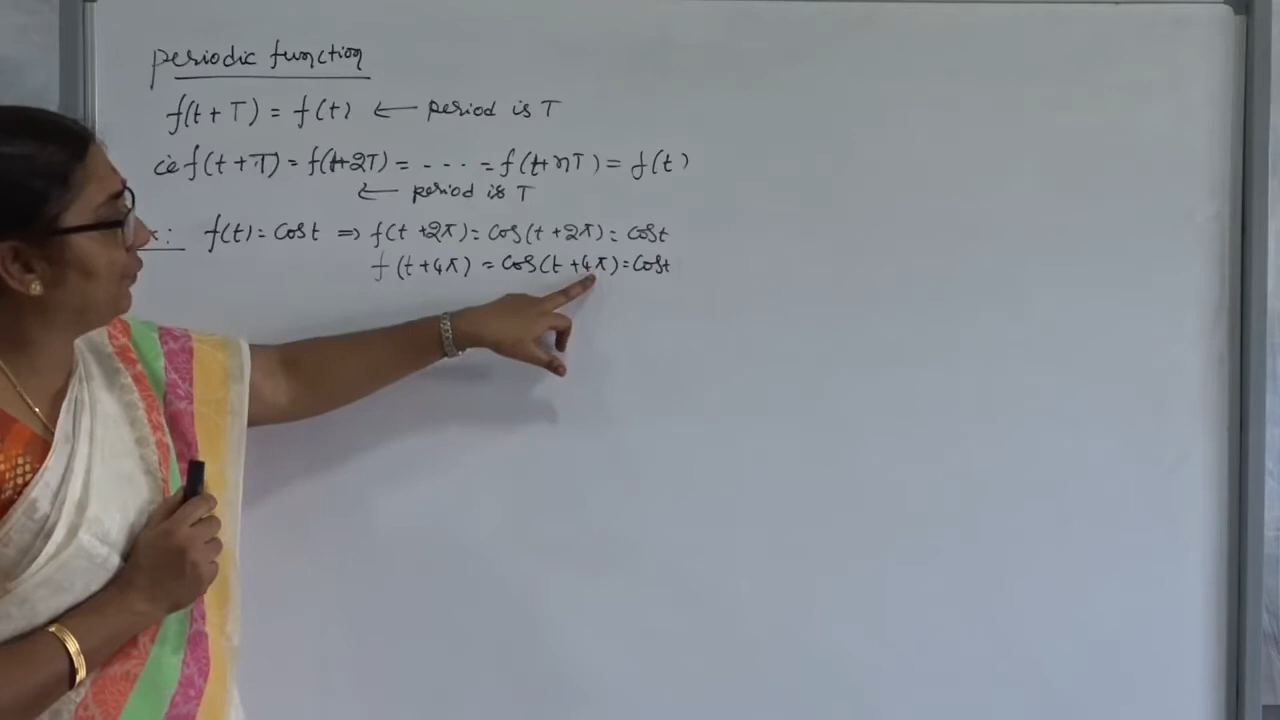 periodic function
f(t+T) = f(t) ← period is T
ie f(t+T) = f(t+2T) = - - - - = f(t+nT) = f(t)
← period is T
x: f(t) = cost ⇒ f(t+2π) = cos(t+2π) = cost
f(t+4π) = cos(t+4π) = cost